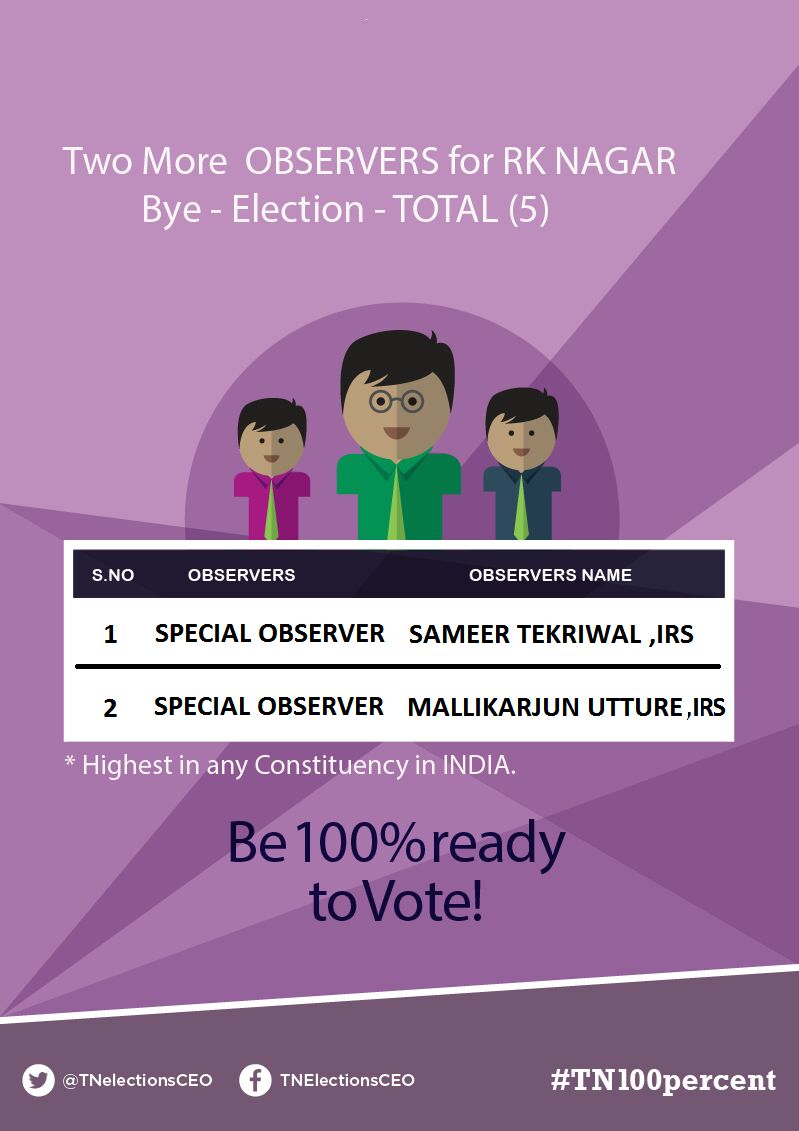 Two More OBSERVERS for RK NAGAR
Bye - Election - TOTAL (5)
S.NO OBSERVERS OBSERVERS NAME
1 SPECIAL OBSERVER SAMEER TEKRIWAL ,IRS
2 SPECIAL OBSERVER MALLIKARJUN UTTURE,IRS
* Highest in any Constituency in INDIA.
Be 100% ready
to Vote!
@TNelectionsCEO TNElectionsCEO #TN100percent